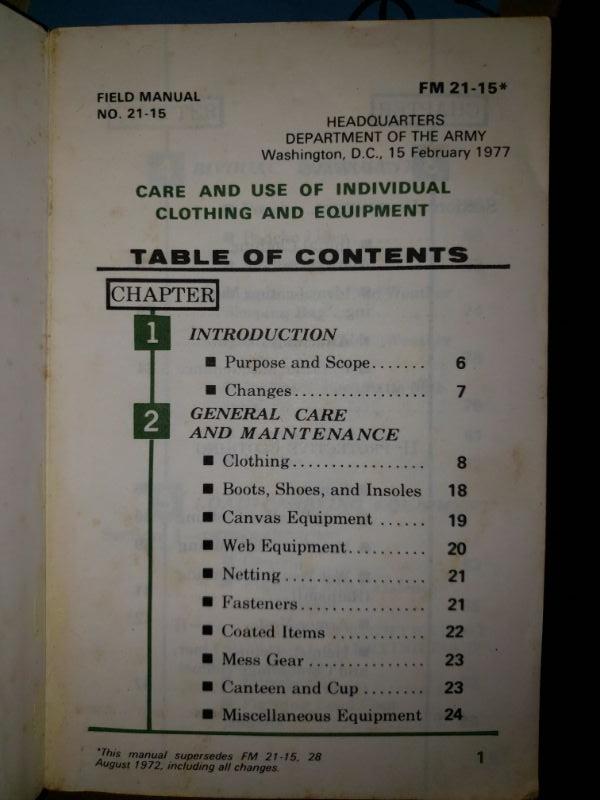 FIELD MANUAL
NO. 21-15
FM 21-15*
HEADQUARTERS
DEPARTMENT OF THE ARMY
Washington, D.C., 15 February 1977
CARE AND USE OF INDIVIDUAL
CLOTHING AND EQUIPMENT
TABLE OF CONTENTS
CHAPTER
1 INTRODUCTION
■ Purpose and Scope....... 6
■ Changes................. 7
2 GENERAL CARE
AND MAINTENANCE
■ Clothing................. 8
■ Boots, Shoes, and Insoles 18
■ Canvas Equipment ...... 19
■ Web Equipment.......... 20
■ Netting.................. 21
■ Fasteners................ 21
■ Coated Items ............ 22
■ Mess Gear ............... 23
■ Canteen and Cup ........ 23
■ Miscellaneous Equipment 24
*This manual supersedes FM 21-15, 28
August 1972, including all changes.
1